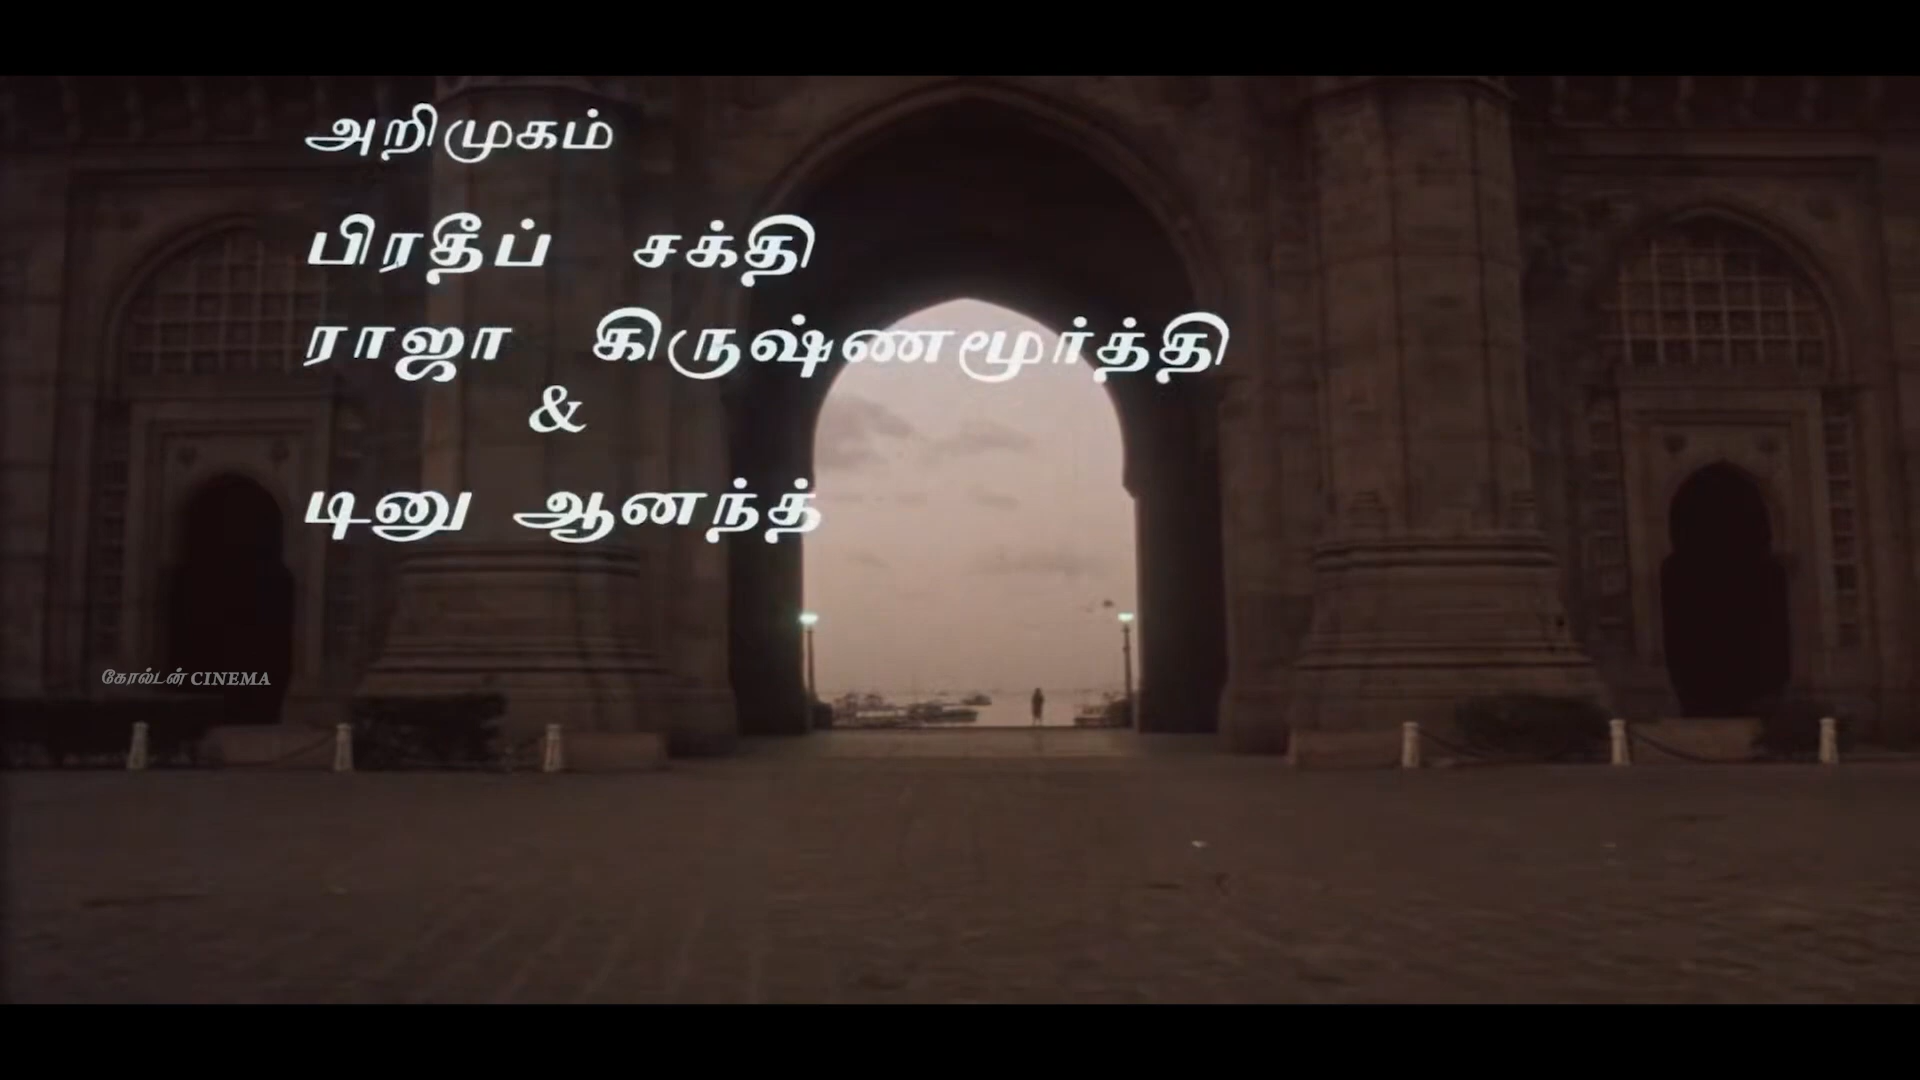 அறிமுகம்
பிரதீப் சக்தி
ராஜா கிருஷ்ணமூர்த்தி
&
டினு ஆனந்த்
கோல்டன் CINEMA